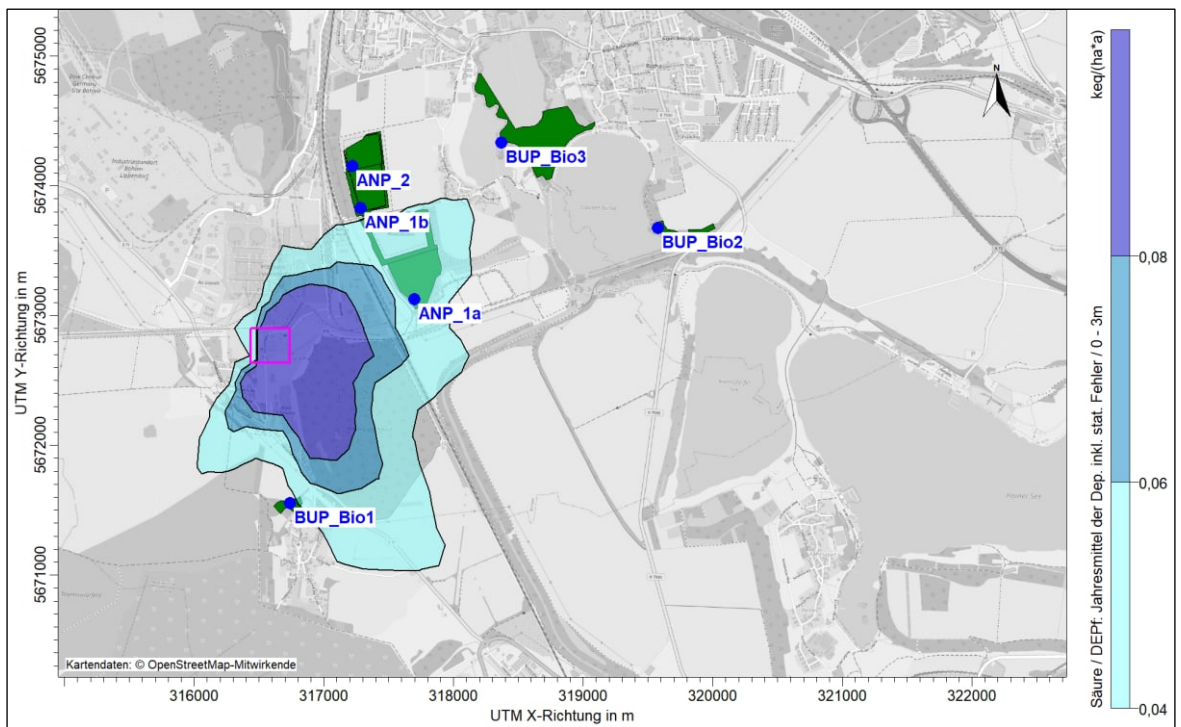 5675000
5674000
5673000
5672000
5671000
UTM Y-Richtung in m
316000
317000
318000
319000
320000
321000
322000
UTM X-Richtung in m
N
BUP_Bio3
ANP_2
ANP_1b
BUP_Bio2
ANP_1a
BUP_Bio1
Kartendaten: © OpenStreetMap-Mitwirkende
keq/(ha*a)
Säure / DEPf: Jahresmittel der Dep. inkl. stat. Fehler / 0 - 3m
0,08
0,06
0,04